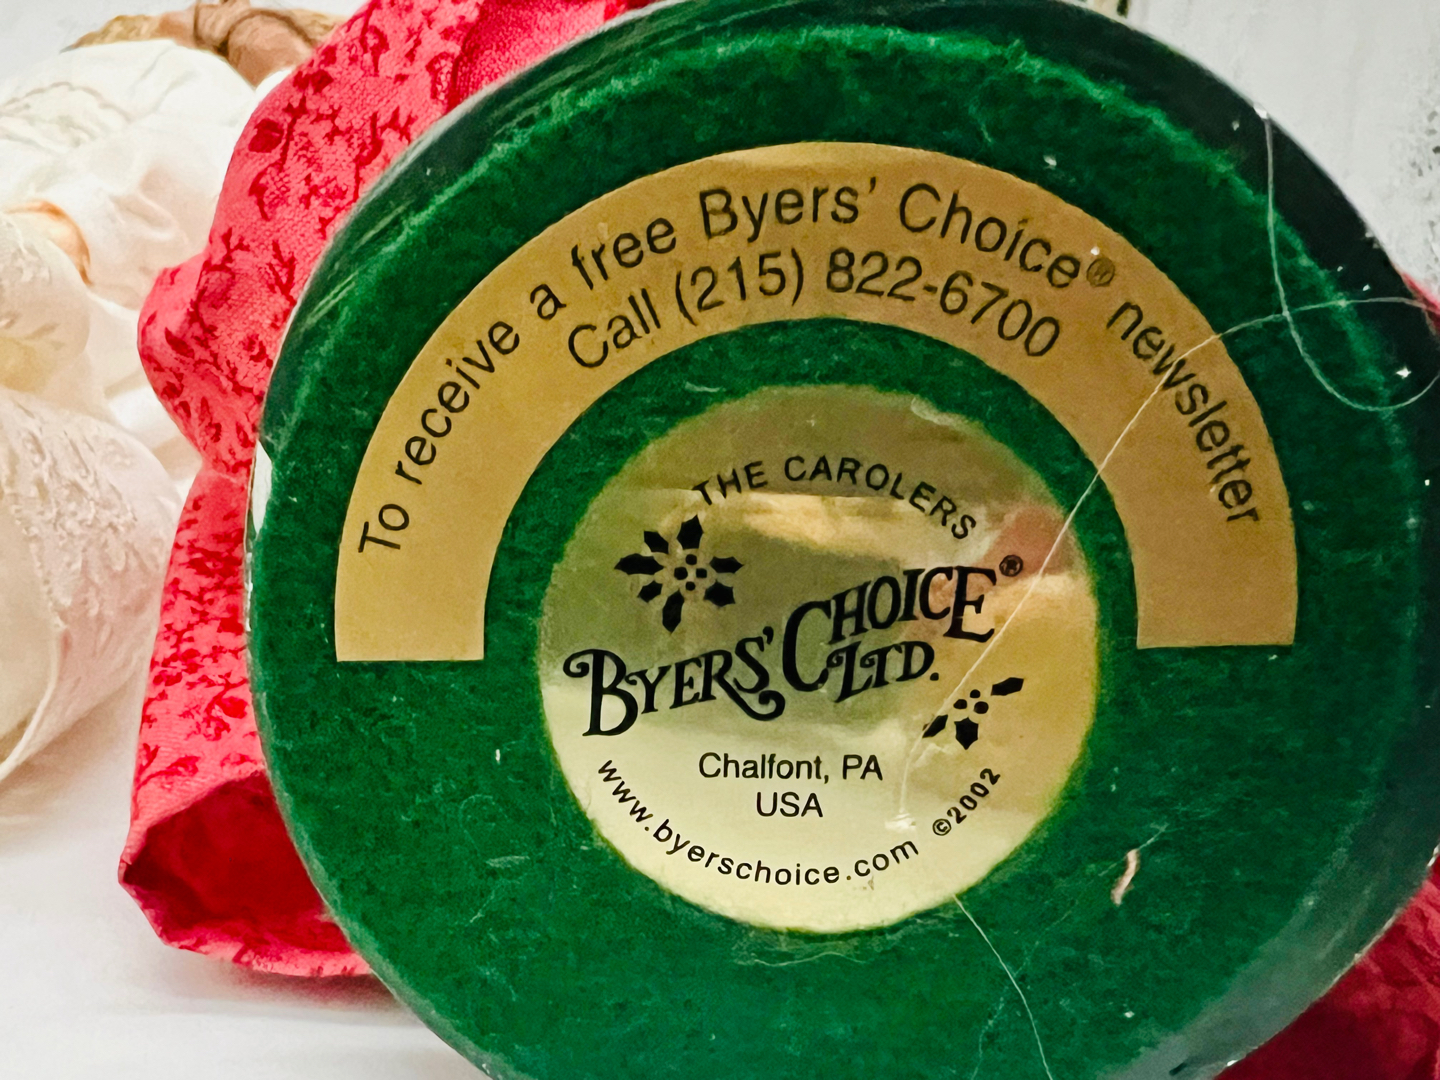 To receive a free Byers' Choice® newsletter
Call (215) 822-6700
THE CAROLERS
BYERS' CHOICE®
LTD.
Chalfont, PA
USA
www.byerschoice.com
©2002